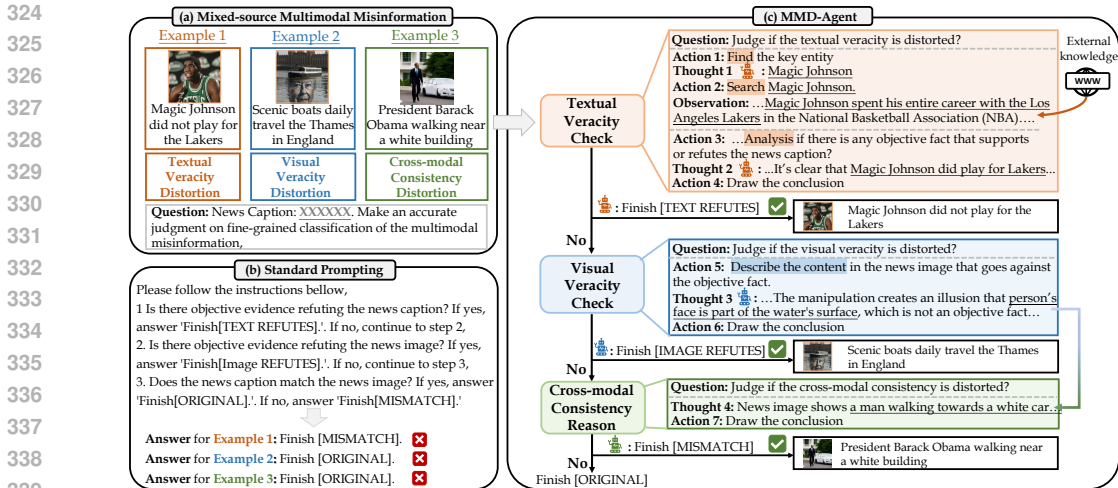 324
325
326
327
328
329
330
331
332
333
334
335
336
337
338
339
(a) Mixed-source Multimodal Misinformation
Example 1
Magic Johnson
did not play for
the Lakers
Textual
Veracity
Distortion
Example 2
Scenic boats daily
travel the Thames
in England
Visual
Veracity
Distortion
Example 3
President Barack
Obama walking near
a white building
Cross-modal
Consistency
Distortion
Question: News Caption: XXXXXX. Make an accurate
judgment on fine-grained classification of the multimodal
misinformation,
(b) Standard Prompting
Please follow the instructions bellow,
1 Is there objective evidence refuting the news caption? If yes,
answer 'Finish[TEXT REFUTES].'. If no, continue to step 2,
2. Is there objective evidence refuting the news image? If yes,
answer 'Finish[Image REFUTES].'. If no, continue to step 3,
3. Does the news caption match the news image? If yes, answer
'Finish[ORIGINAL].'. If no, answer 'Finish[MISMATCH].'
Answer for Example 1: Finish [MISMATCH].
Answer for Example 2: Finish [ORIGINAL].
Answer for Example 3: Finish [ORIGINAL].
(c) MMD-Agent
Textual
Veracity
Check
Question: Judge if the textual veracity is distorted?
Action 1: Find the key entity
Thought 1 : Magic Johnson
Action 2: Search Magic Johnson.
Observation: …Magic Johnson spent his entire career with the Los
Angeles Lakers in the National Basketball Association (NBA)….
Action 3: …Analysis if there is any objective fact that supports
or refutes the news caption?
Thought 2 : ...It's clear that Magic Johnson did play for Lakers...
Action 4: Draw the conclusion
External
knowledge
www
: Finish [TEXT REFUTES]
Magic Johnson did not play for the
Lakers
No
Visual
Veracity
Check
Question: Judge if the visual veracity is distorted?
Action 5: Describe the content in the news image that goes against
the objective fact.
Thought 3 : …The manipulation creates an illusion that person's
face is part of the water's surface, which is not an objective fact…
Action 6: Draw the conclusion
: Finish [IMAGE REFUTES]
Scenic boats daily travel the Thames
in England
No
Cross-modal
Consistency
Reason
Question: Judge if the cross-modal consistency is distorted?
Thought 4: News image shows a man walking towards a white car.…
Action 7: Draw the conclusion
: Finish [MISMATCH]
President Barack Obama walking near
a white building
No
Finish [ORIGINAL]